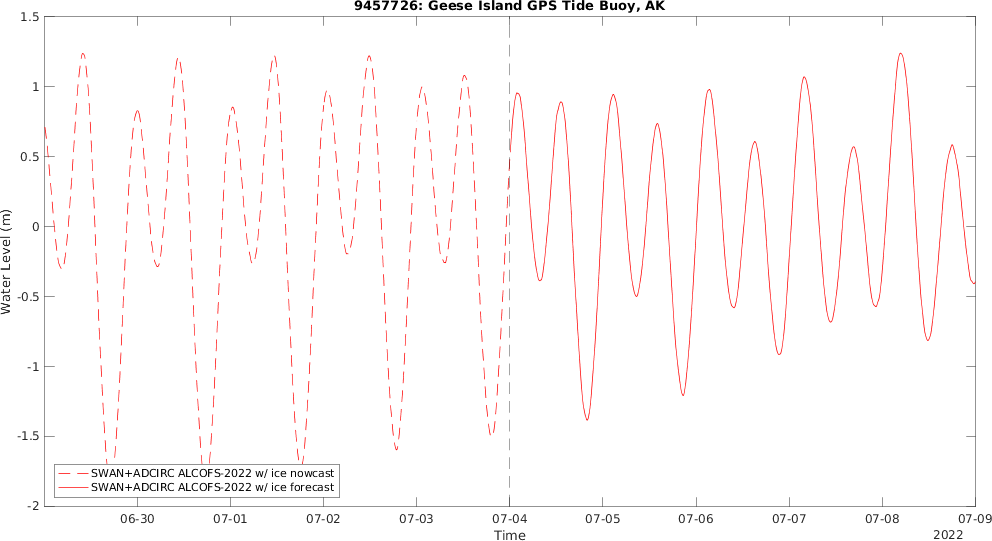 9457726: Geese Island GPS Tide Buoy, AK
1.5
1
0.5
0
-0.5
-1
-1.5
-2
Water Level (m)
SWAN+ADCIRC ALCOFS-2022 w/ ice nowcast
SWAN+ADCIRC ALCOFS-2022 w/ ice forecast
06-30 07-01 07-02 07-03 07-04 07-05 07-06 07-07 07-08 07-09
Time
2022